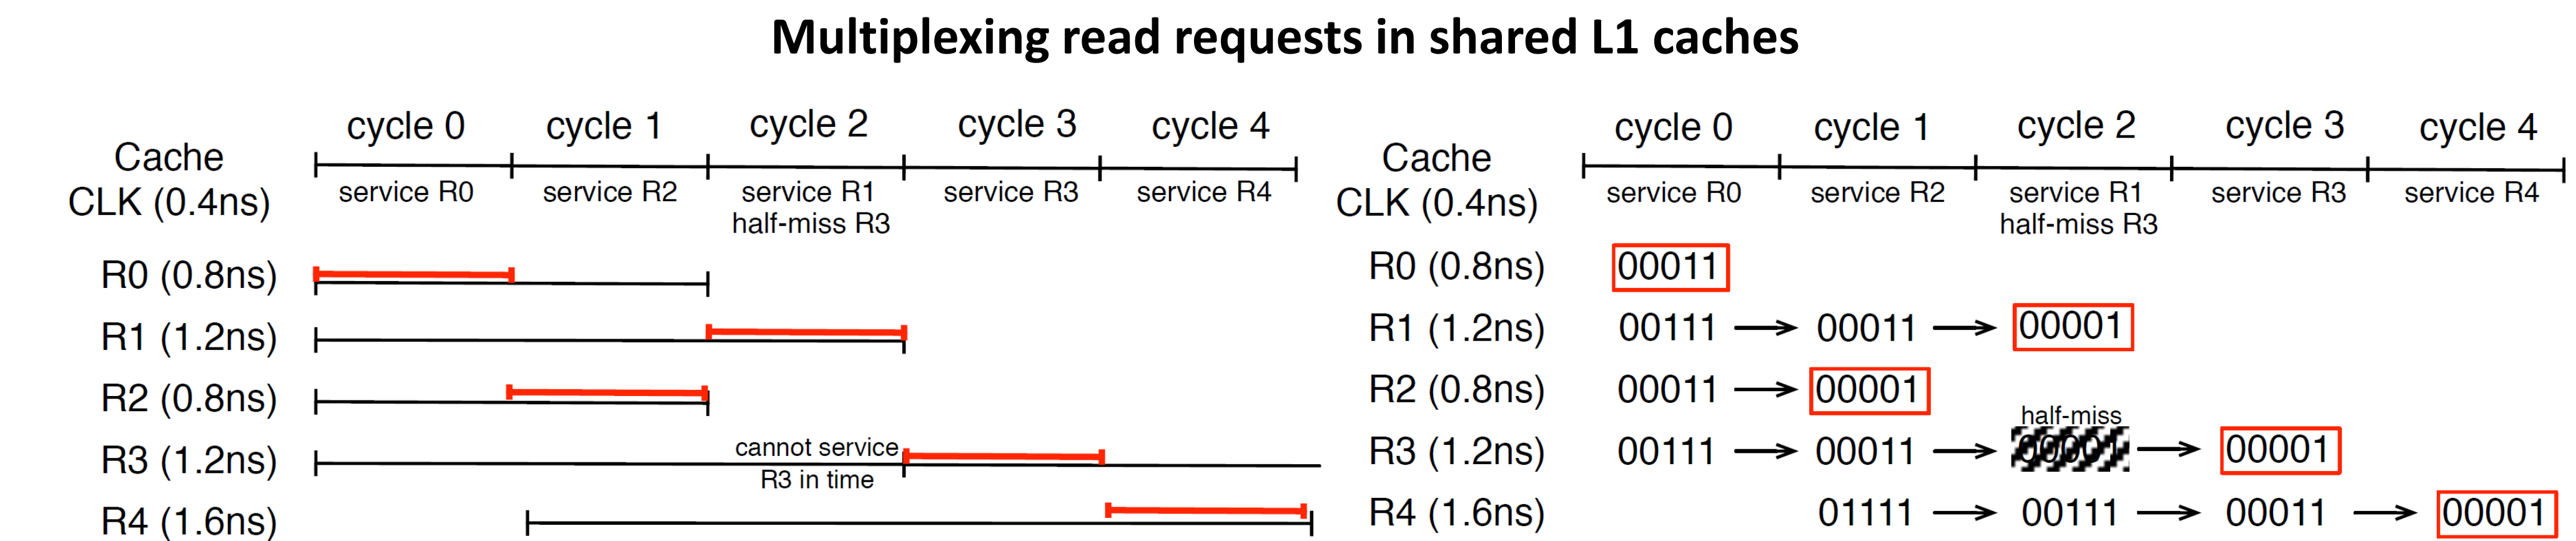 Multiplexing read requests in shared L1 caches
cycle 0 cycle 1 cycle 2 cycle 3 cycle 4
Cache
CLK (0.4ns)
service R0 service R2 service R1 service R3 service R4
half-miss R3
R0 (0.8ns)
R1 (1.2ns)
R2 (0.8ns)
R3 (1.2ns)
cannot service
R3 in time
R4 (1.6ns)
cycle 0 cycle 1 cycle 2 cycle 3 cycle 4
Cache
CLK (0.4ns)
service R0 service R2 service R1 service R3 service R4
half-miss R3
R0 (0.8ns) 00011
R1 (1.2ns) 00111 00011 00001
R2 (0.8ns) 00011 00001
half-miss
R3 (1.2ns) 00111 00011 00001 00001
R4 (1.6ns) 01111 00111 00011 00001